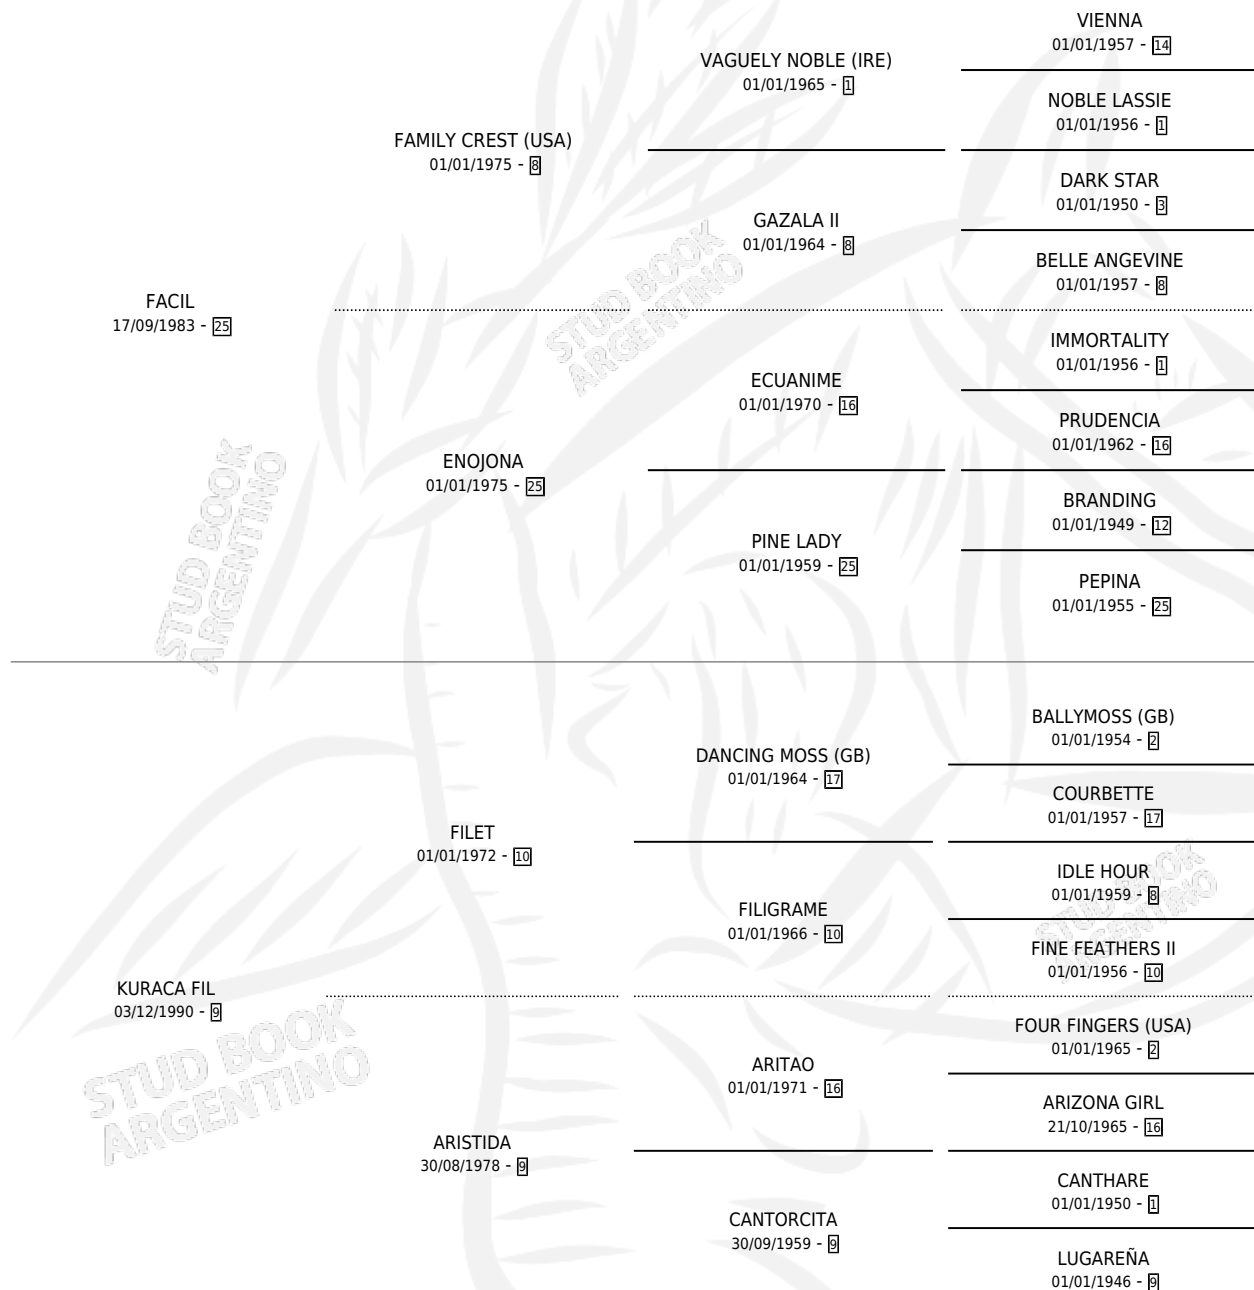 VIENNA
01/01/1957 - 14
VAGUELY NOBLE (IRE)
01/01/1965 - 1
NOBLE LASSIE
01/01/1956 - 1
FAMILY CREST (USA)
01/01/1975 - 8
DARK STAR
01/01/1950 - 3
GAZALA II
01/01/1964 - 8
BELLE ANGEVINE
01/01/1957 - 8
FACIL
17/09/1983 - 25
IMMORTALITY
01/01/1956 - 1
ECUANIME
01/01/1970 - 16
PRUDENCIA
01/01/1962 - 16
ENOJONA
01/01/1975 - 25
BRANDING
01/01/1949 - 12
PINE LADY
01/01/1959 - 25
PEPINA
01/01/1955 - 25
STUD BOOK
ARGENTINO
STUD BOOK
ARGENTINO
BALLYMOSS (GB)
01/01/1954 - 2
DANCING MOSS (GB)
01/01/1964 - 17
COURBETTE
01/01/1957 - 17
FILET
01/01/1972 - 10
IDLE HOUR
01/01/1959 - 8
FILIGRAME
01/01/1966 - 10
FINE FEATHERS II
01/01/1956 - 10
KURACA FIL
03/12/1990 - 9
FOUR FINGERS (USA)
01/01/1965 - 2
ARITAO
01/01/1971 - 16
ARIZONA GIRL
21/10/1965 - 16
ARISTIDA
30/08/1978 - 9
CANTHARE
01/01/1950 - 1
CANTORCITA
30/09/1959 - 9
LUGAREÑA
01/01/1946 - 9
STUD BOOK
ARGENTINO
STUD BOOK
ARGENTINO